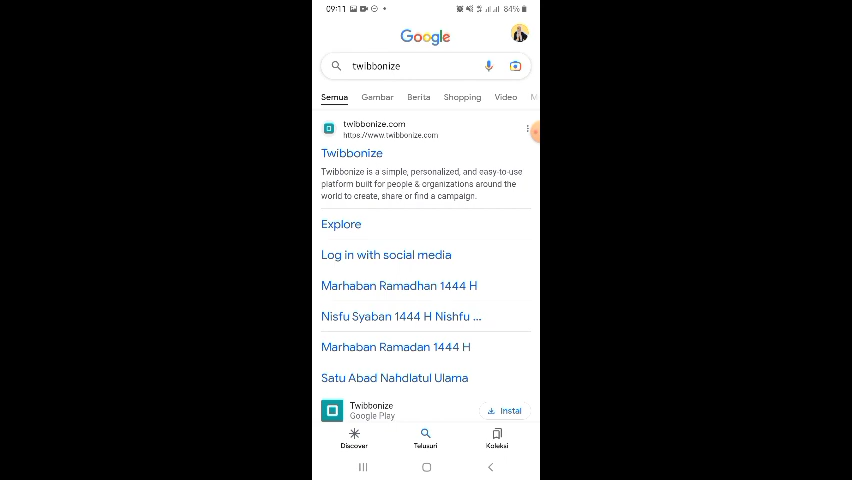 09:11
84%
Google
twibbonize
Semua Gambar Berita Shopping Video M
twibbonize.com
https://www.twibbonize.com
Twibbonize
Twibbonize is a simple, personalized, and easy-to-use
platform built for people & organizations around the
world to create, share or find a campaign.
Explore
Log in with social media
Marhaban Ramadhan 1444 H
Nisfu Syaban 1444 H Nishfu ...
Marhaban Ramadan 1444 H
Satu Abad Nahdlatul Ulama
Twibbonize
Google Play
Instal
Discover Telusuri Koleksi